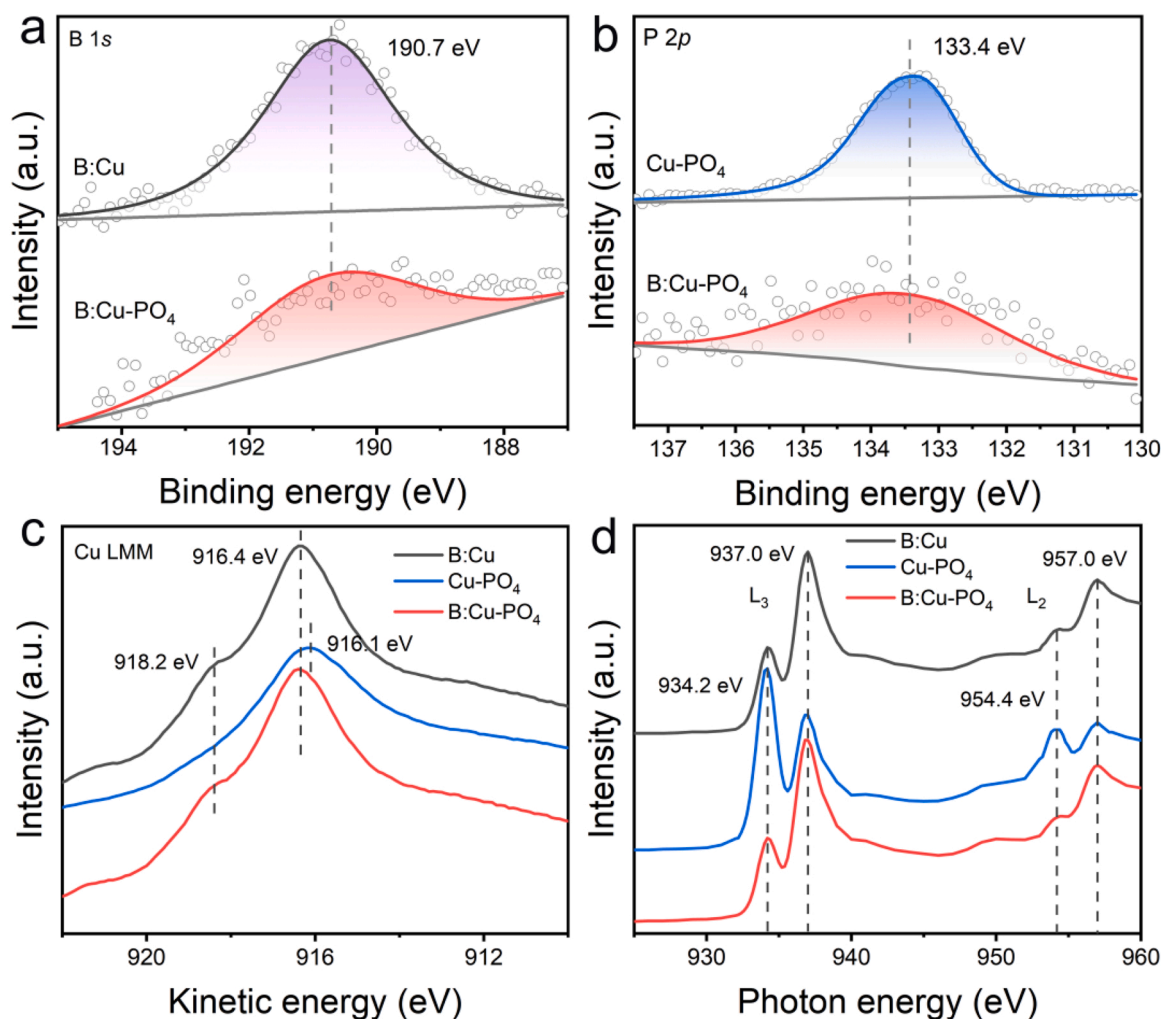 a
B 1s
190.7 eV
B:Cu
B:Cu-PO4
Intensity (a.u.)
194
192
190
188
Binding energy (eV)
b
P 2p
133.4 eV
Cu-PO4
B:Cu-PO4
Intensity (a.u.)
137
136
135
134
133
132
131
130
Binding energy (eV)
c
Cu LMM
916.4 eV
B:Cu
Cu-PO4
B:Cu-PO4
916.1 eV
918.2 eV
Intensity (a.u.)
920
916
912
Kinetic energy (eV)
d
937.0 eV
B:Cu
Cu-PO4
B:Cu-PO4
957.0 eV
L3
L2
934.2 eV
954.4 eV
Intensity (a.u.)
930
940
950
960
Photon energy (eV)